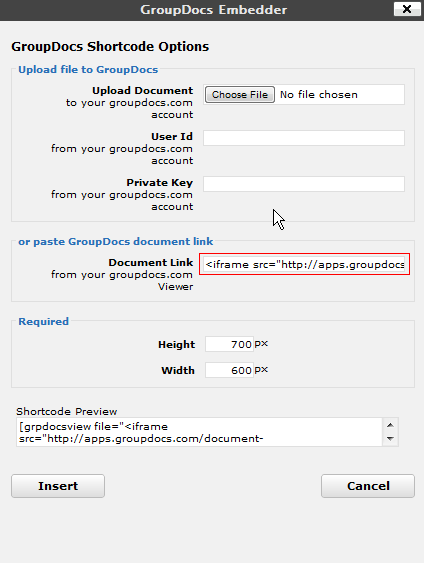 GroupDocs Embedder
GroupDocs Shortcode Options
Upload file to GroupDocs
Upload Document Choose File No file chosen
to your groupdocs.com
account
User Id
from your groupdocs.com
account
Private Key
from your groupdocs.com
account
or paste GroupDocs document link
Document Link <iframe src="http://apps.groupdocs
from your groupdocs.com
Viewer
Required
Height 700 px
Width 600 px
Shortcode Preview
[grpdocsview file="<iframe
src="http://apps.groupdocs.com/document-
Insert Cancel